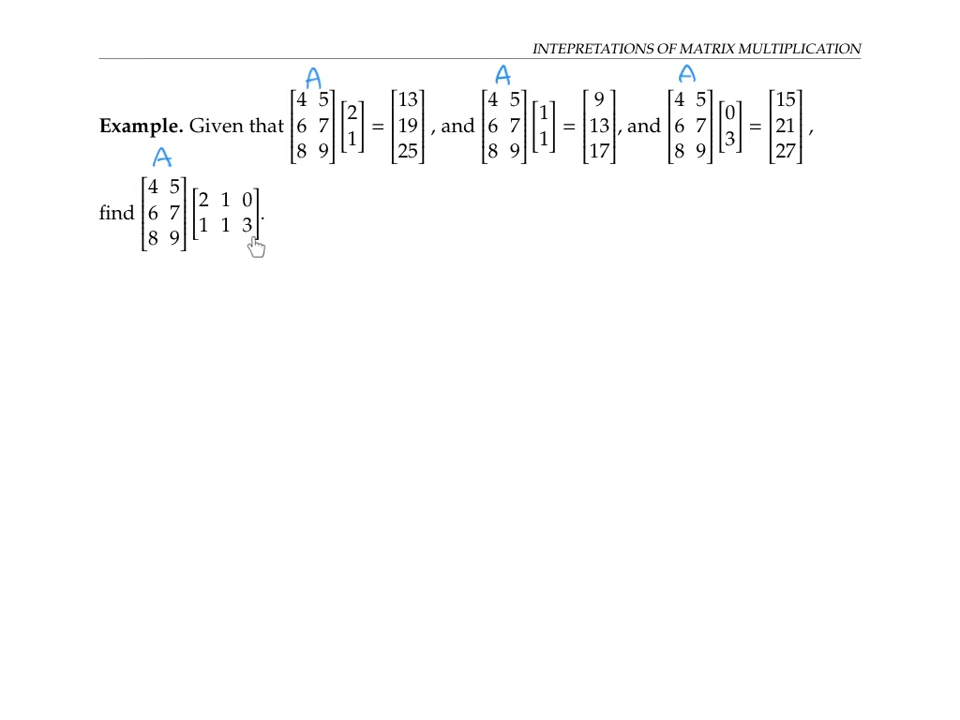 INTEPRETATIONS OF MATRIX MULTIPLICATION
A A A
Example. Given that [4 5; 6 7; 8 9] [2; 1] = [13; 19; 25] , and [4 5; 6 7; 8 9] [1; 1] = [9; 13; 17], and [4 5; 6 7; 8 9] [0; 3] = [15; 21; 27] ,
A
find [4 5; 6 7; 8 9] [2 1 0; 1 1 3].